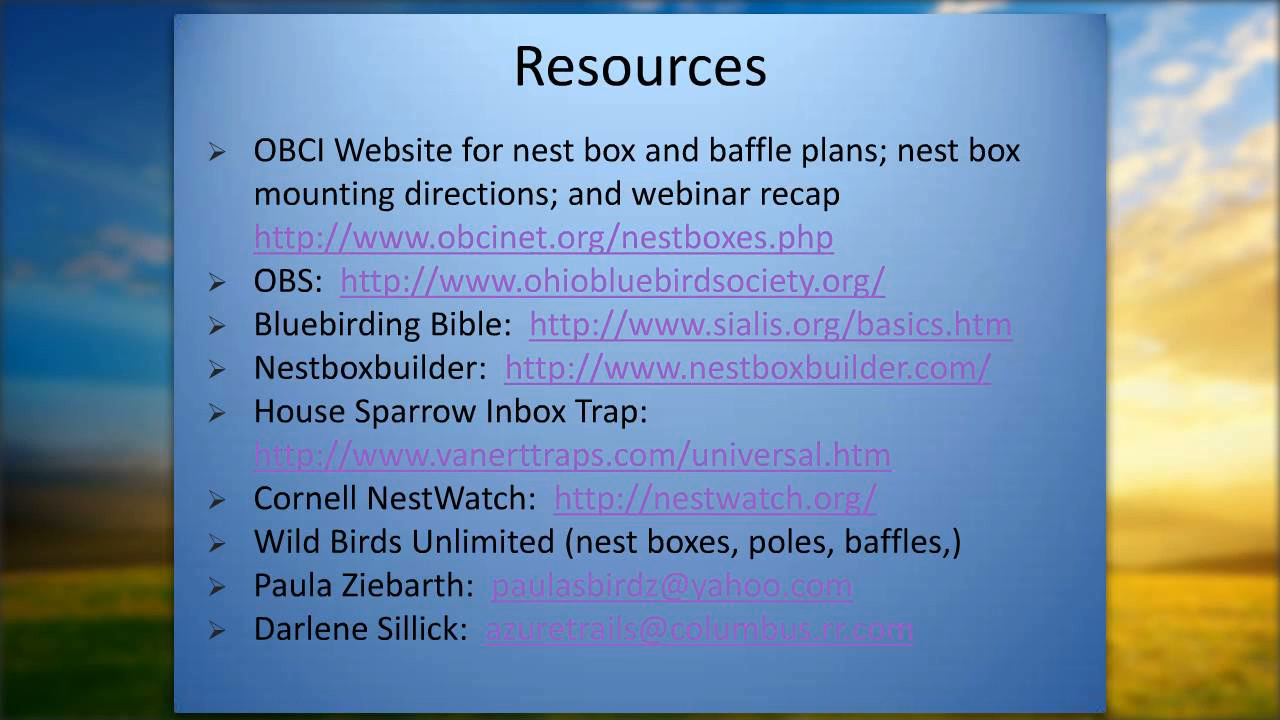 Resources
OBCI Website for nest box and baffle plans; nest box
mounting directions; and webinar recap
http://www.obcinet.org/nestboxes.php
OBS: http://www.ohiobluebirdsociety.org/
Bluebirding Bible: http://www.sialis.org/basics.htm
Nestboxbuilder: http://www.nestboxbuilder.com/
House Sparrow Inbox Trap:
http://www.vanerttraps.com/universal.htm
Cornell NestWatch: http://nestwatch.org/
Wild Birds Unlimited (nest boxes, poles, baffles,)
Paula Ziebarth: paulasbirdz@yahoo.com
Darlene Sillick: azuretrails@columbus.rr.com